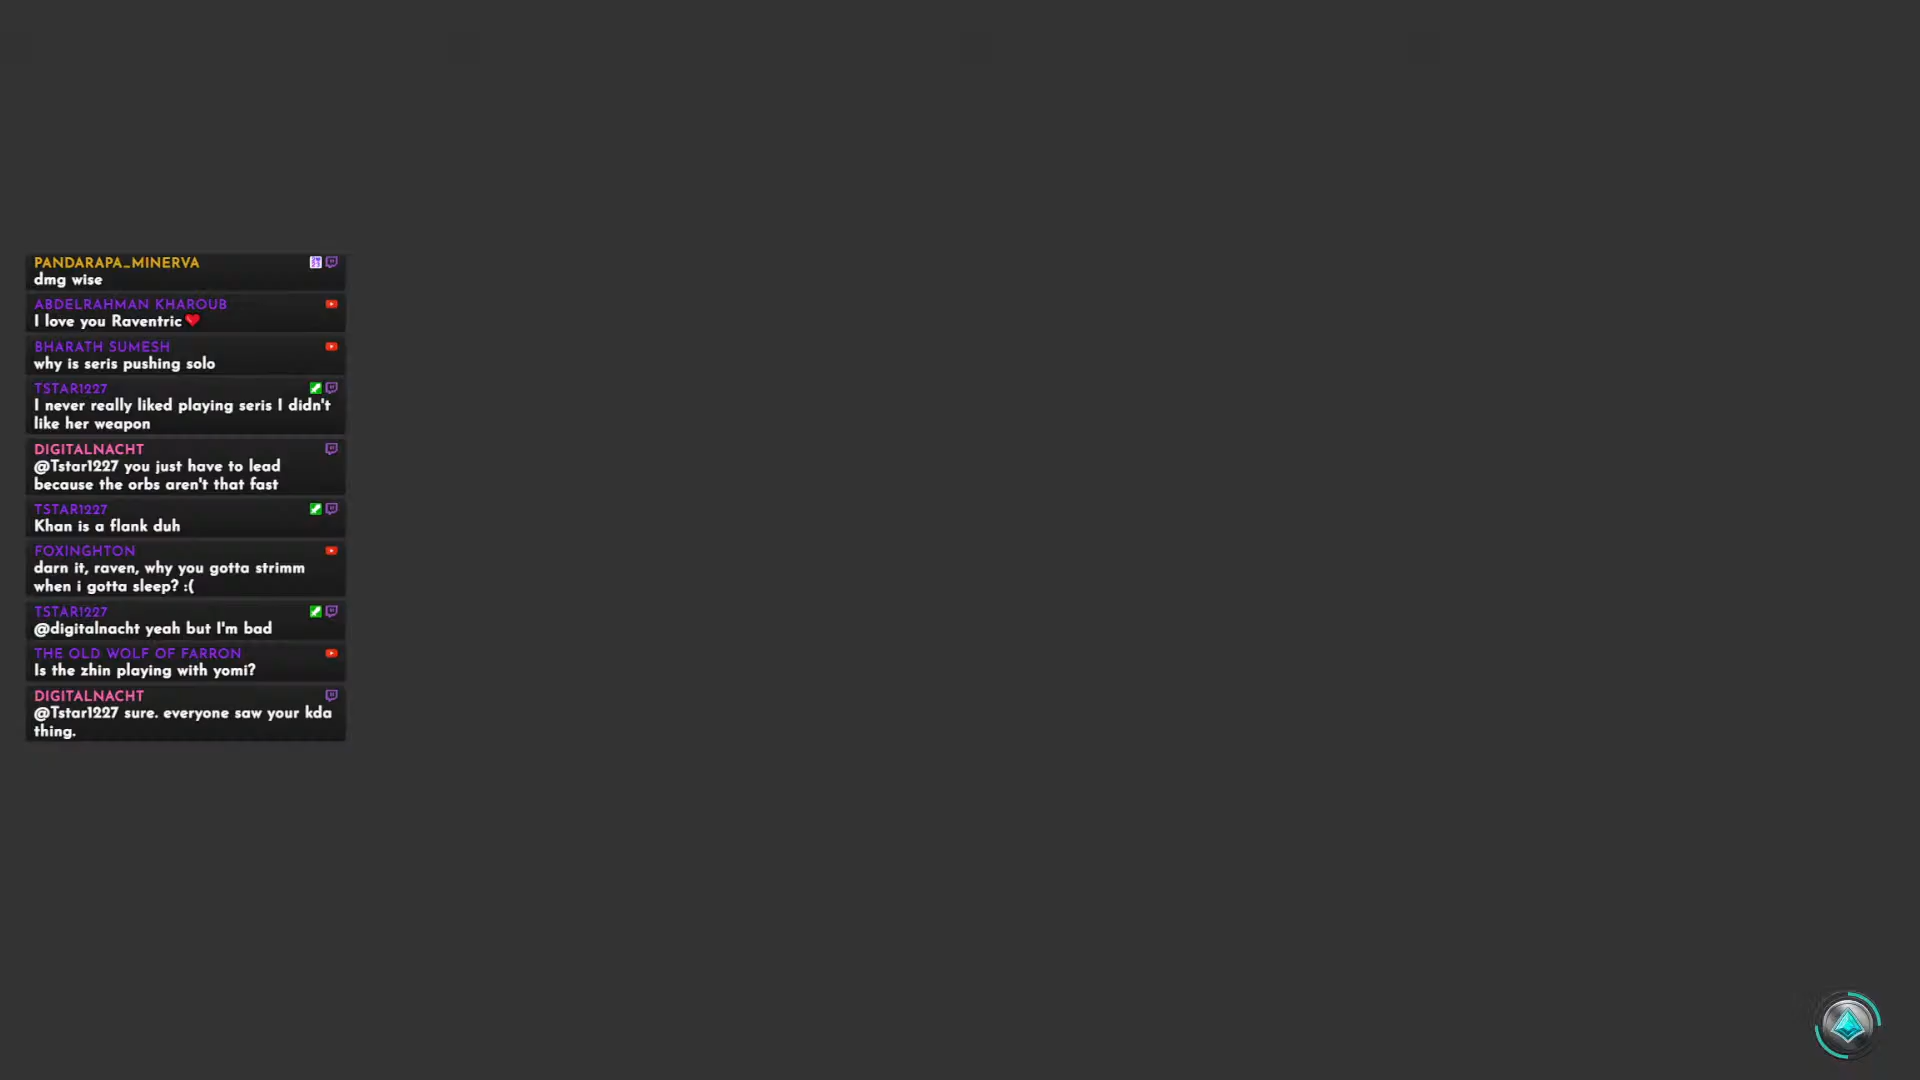 PANDARAPA_MINERVA
dmg wise
ABDELRAHMAN KHAROUB
I love you Raventric❤️
BHARATH SUMESH
why is seris pushing solo
TSTAR1227
I never really liked playing seris I didn't
like her weapon
DIGITALNACHT
@Tstar1227 you just have to lead
because the orbs aren't that fast
TSTAR1227
Khan is a flank duh
FOXINGHTON
darn it, raven, why you gotta strimm
when i gotta sleep? :(
TSTAR1227
@digitalnacht yeah but I'm bad
THE OLD WOLF OF FARRON
Is the zhin playing with yomi?
DIGITALNACHT
@Tstar1227 sure. everyone saw your kda
thing.